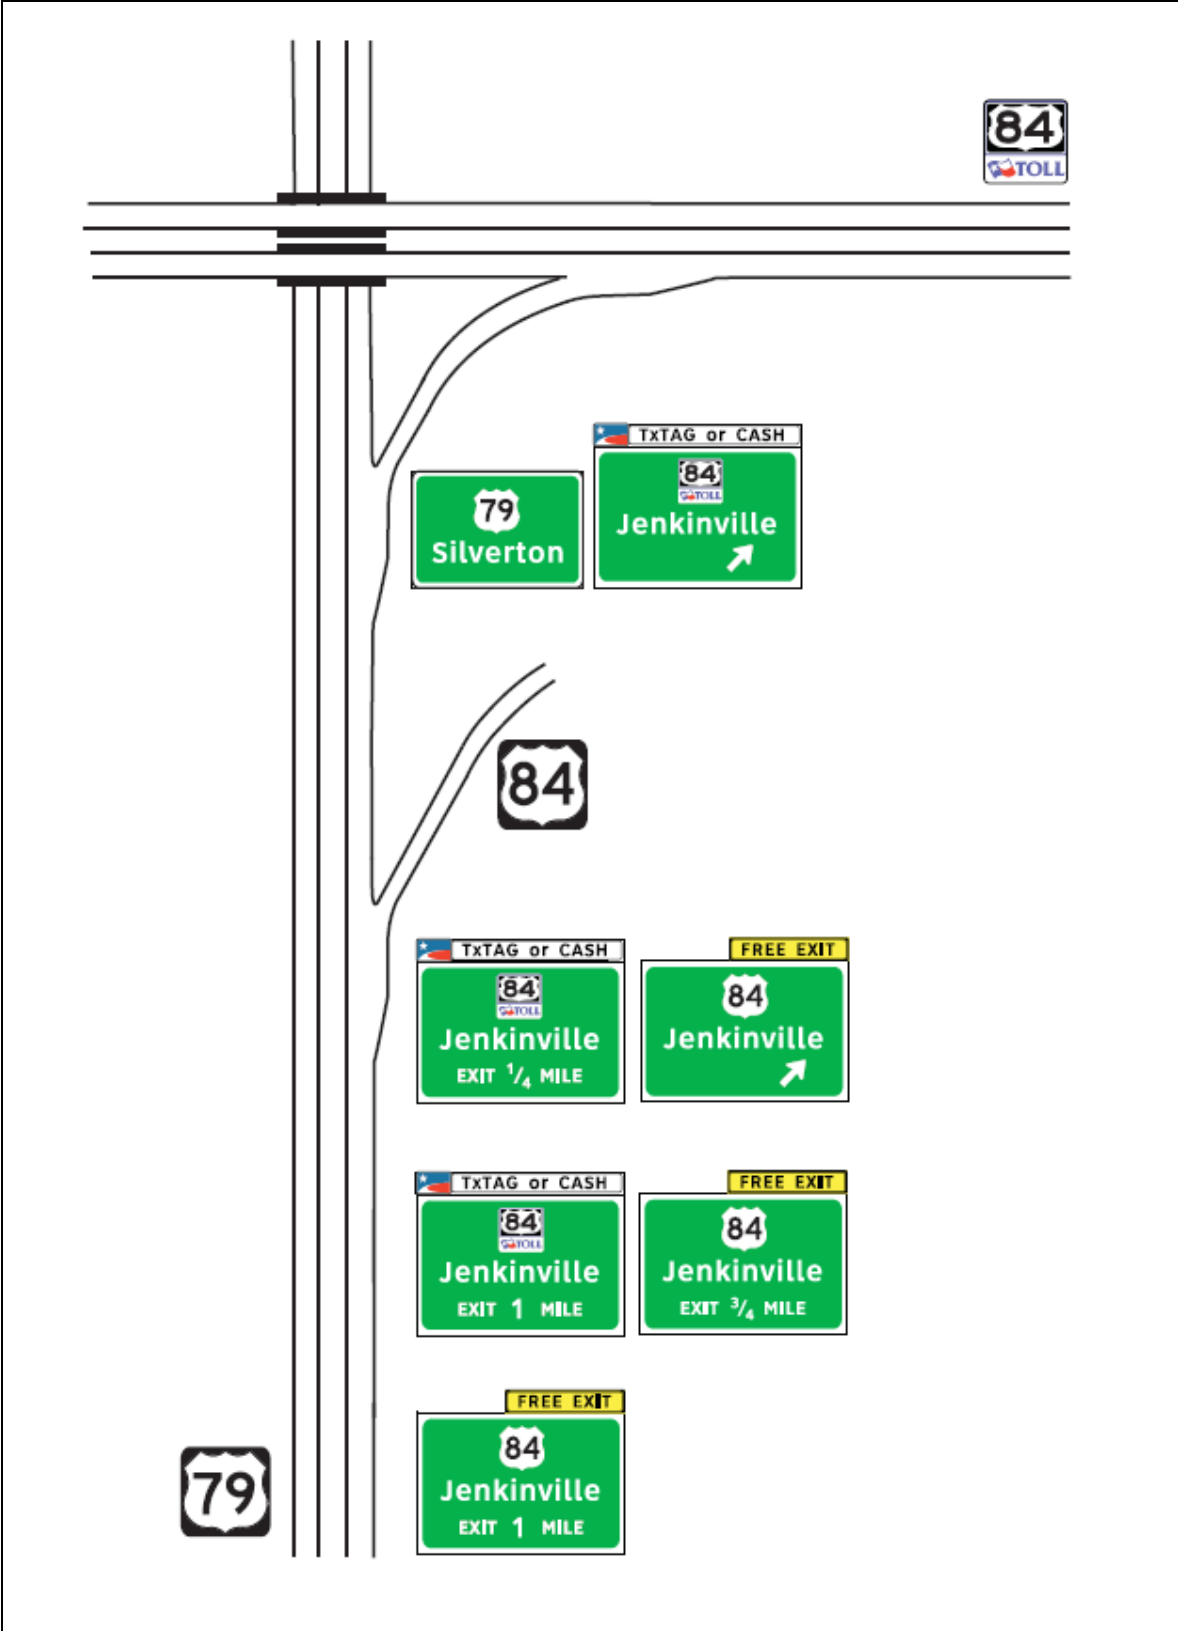 84
TOLL
TxTAG or CASH
84
TOLL
Jenkinville
79
Silverton
84
TxTAG or CASH
84
TOLL
Jenkinville
EXIT 1/4 MILE
FREE EXIT
84
Jenkinville
TxTAG or CASH
84
TOLL
Jenkinville
EXIT 1 MILE
FREE EXIT
84
Jenkinville
EXIT 3/4 MILE
FREE EXIT
84
Jenkinville
EXIT 1 MILE
79